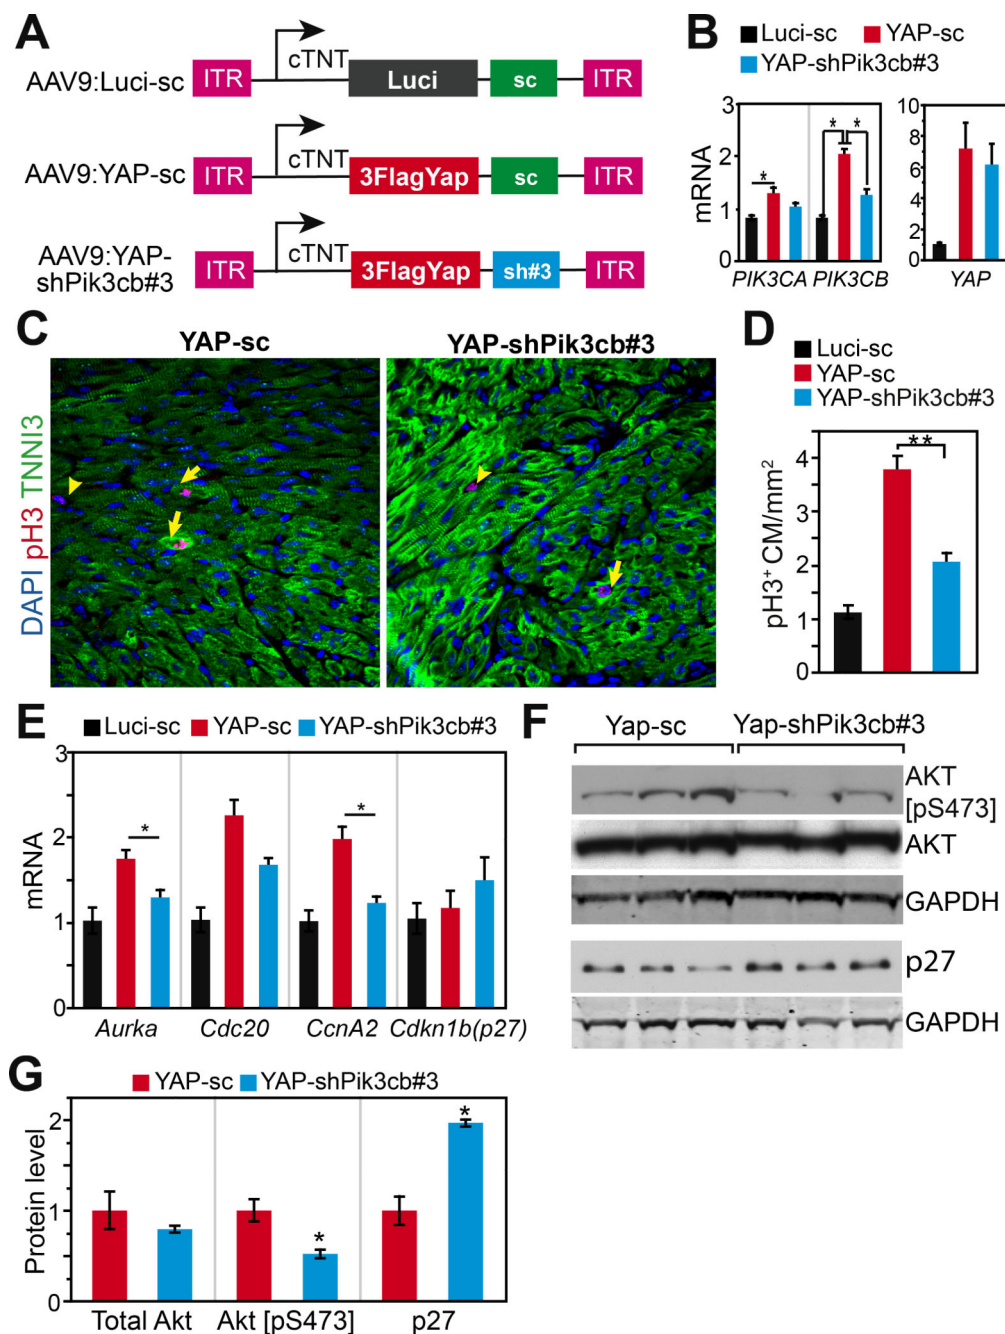 A
AAV9:Luci-sc
ITR
cTNT
Luci
sc
ITR
AAV9:YAP-sc
ITR
cTNT
3FlagYap
sc
ITR
AAV9:YAP-
shPik3cb#3
ITR
cTNT
3FlagYap
sh#3
ITR
B
Luci-sc YAP-sc
YAP-shPik3cb#3
mRNA
3
2
1
0
* * *
PIK3CA PIK3CB
10
8
6
4
2
0
YAP
C
YAP-sc
YAP-shPik3cb#3
DAPI pH3 TNNI3
D
Luci-sc
YAP-sc
YAP-shPik3cb#3
pH3+ CM/mm2
4
3
2
1
0
**
E
Luci-sc YAP-sc YAP-shPik3cb#3
mRNA
3
2
1
0
* *
Aurka Cdc20 CcnA2 Cdkn1b(p27)
F
Yap-sc Yap-shPik3cb#3
AKT
[pS473]
AKT
GAPDH
p27
GAPDH
G
YAP-sc YAP-shPik3cb#3
Protein level
2
1
0
* *
Total Akt Akt [pS473] p27